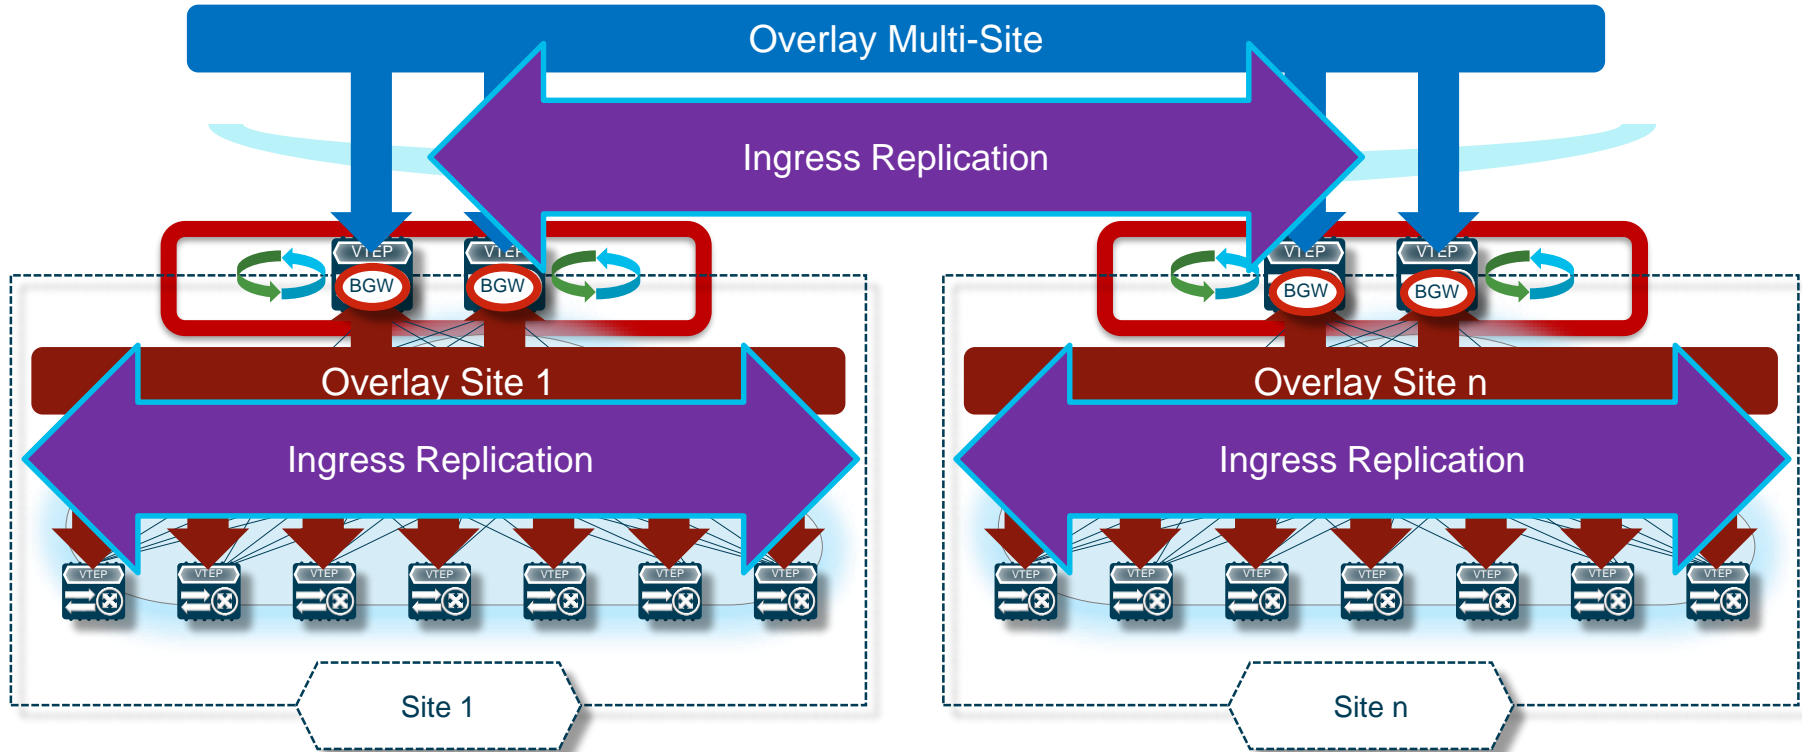 Overlay Multi-Site
Ingress Replication
VTEP
VTEP
VTEP
VTEP
BGW
BGW
BGW
BGW
Overlay Site 1
Overlay Site n
Ingress Replication
Ingress Replication
VTEP
VTEP
VTEP
VTEP
VTEP
VTEP
VTEP
VTEP
VTEP
VTEP
VTEP
VTEP
VTEP
VTEP
Site 1
Site n